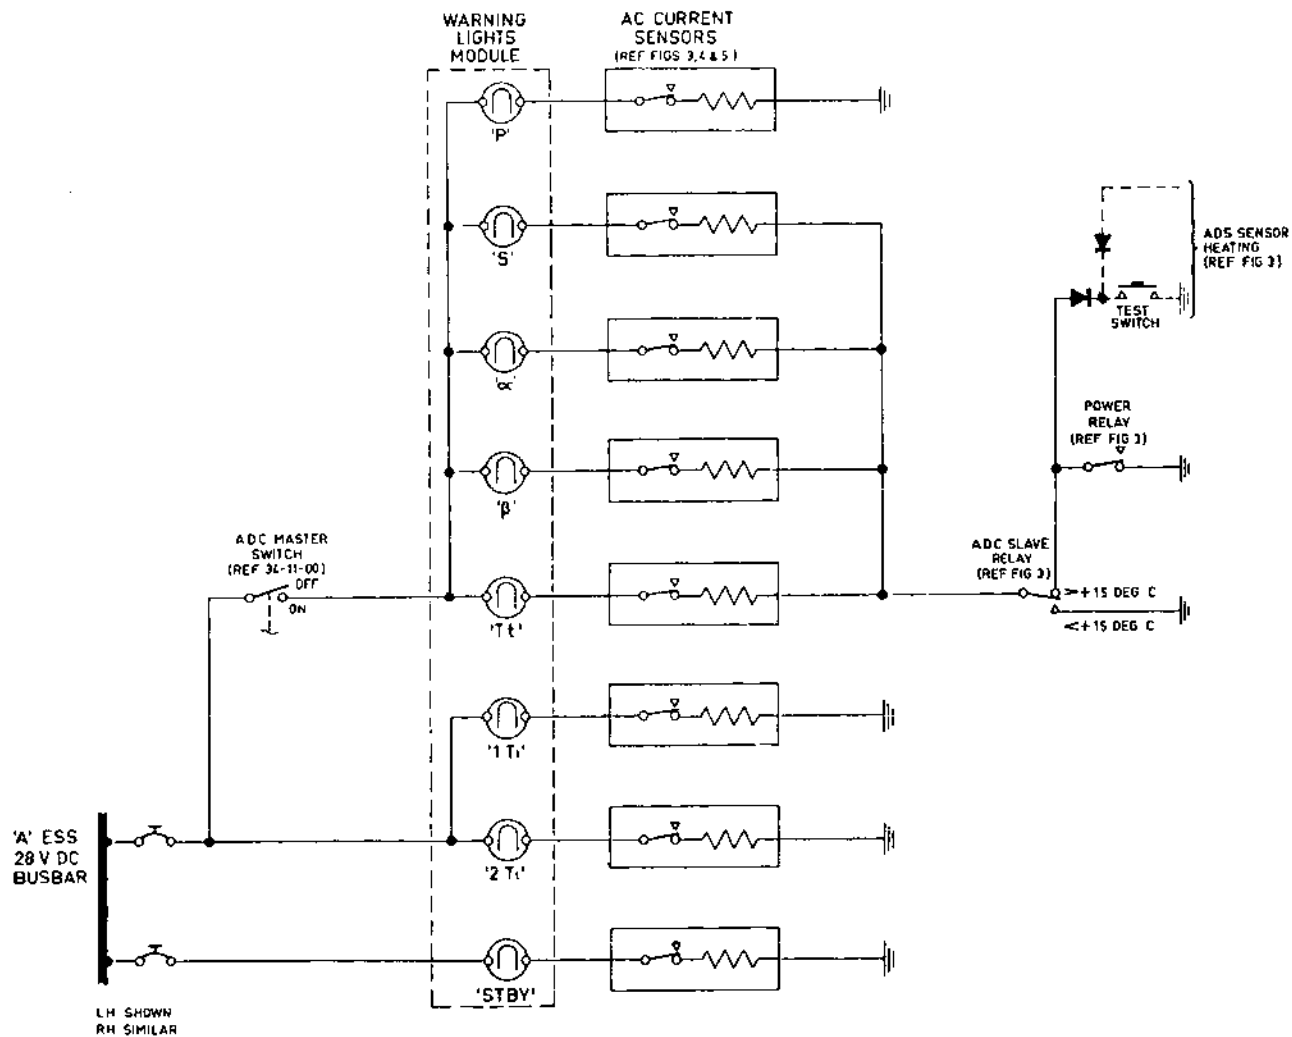 WARNING
LIGHTS
MODULE
AC CURRENT
SENSORS
(REF FIGS 3,4 & 5)
'P'
'S'
'α'
'β'
'Tt'
'1 Ti'
'2 Ti'
'STBY'
ADS SENSOR
HEATING
(REF FIG 3)
TEST
SWITCH
POWER
RELAY
(REF FIG 3)
ADC SLAVE
RELAY
(REF FIG 3)
>+15 DEG C
<+15 DEG C
ADC MASTER
SWITCH
(REF 34-11-00)
OFF
ON
'A' ESS
28 V DC
BUSBAR
LH SHOWN
RH SIMILAR